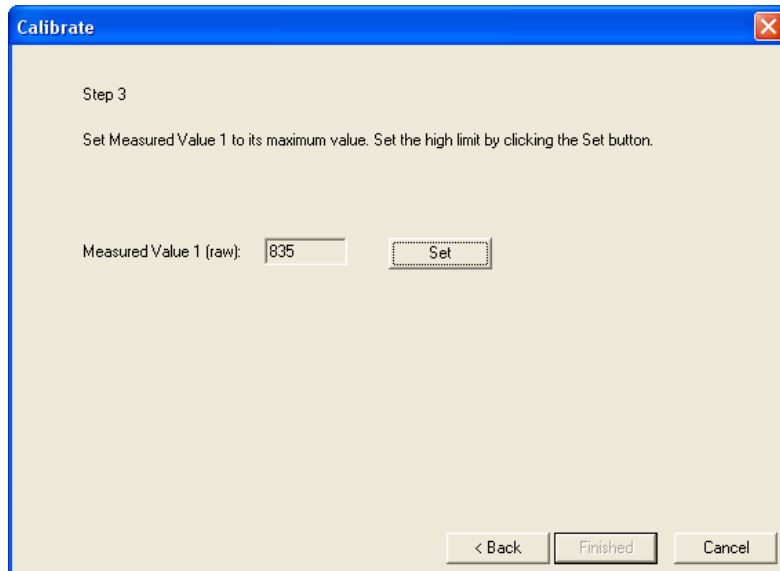 Calibrate
Step 3
Set Measured Value 1 to its maximum value. Set the high limit by clicking the Set button.
Measured Value 1 (raw): 835 Set
< Back Finished Cancel